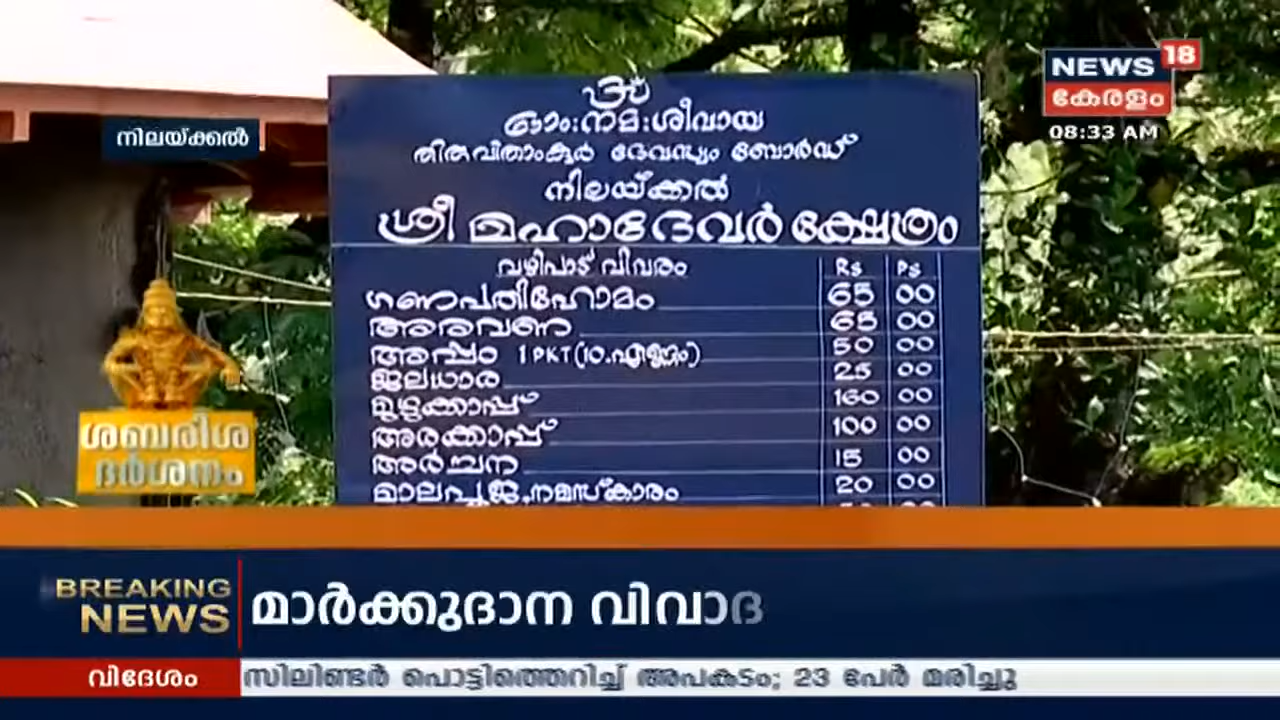 NEWS 18
കേരളം
08:33 AM
നിലയ്ക്കൽ
ഓം:നമ:ശിവായ
തിരുവിതാംകൂർ ദേവസ്വം ബോർഡ്
നിലയ്ക്കൽ
ശ്രീ മഹാദേവർ ക്ഷേത്രം
വഴിപാട് വിവരം Rs Ps
ഗണപതിഹോമം 65 00
അരവണ 65 00
അപ്പം 1 PKT (10.എണ്ണം) 50 00
ജലധാര 25 00
മുഴുക്കാപ്പ് 160 00
അരക്കാപ്പ് 100 00
അർച്ചന 15 00
മാലപൂജ,നമസ്കാരം 20 00
ശബരിശ
ദർശനം
BREAKING
NEWS
മാർക്കുദാന വിവാദ
വിദേശം
സിലിണ്ടർ പൊട്ടിത്തെറിച്ച് അപകടം; 23 പേർ മരിച്ചു